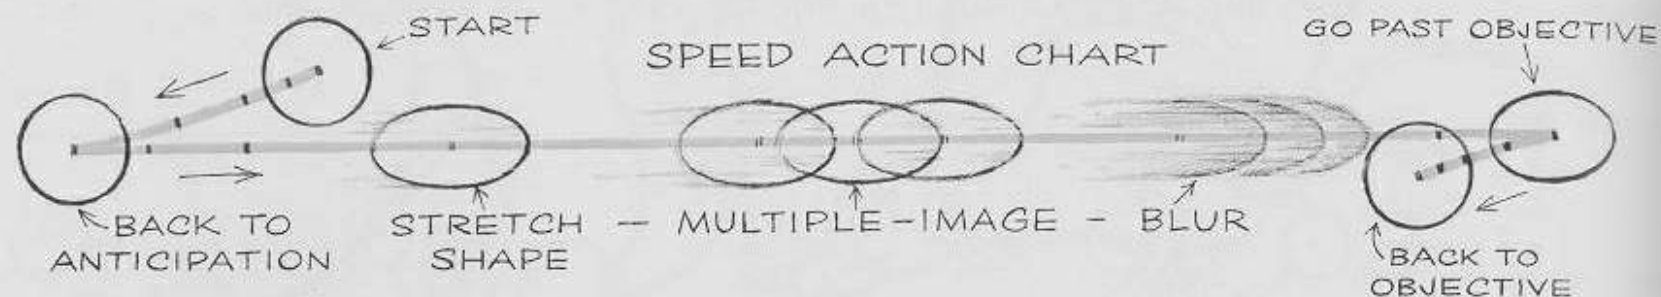 START
SPEED ACTION CHART
GO PAST OBJECTIVE
BACK TO
ANTICIPATION
STRETCH — MULTIPLE-IMAGE - BLUR
SHAPE
BACK TO
OBJECTIVE